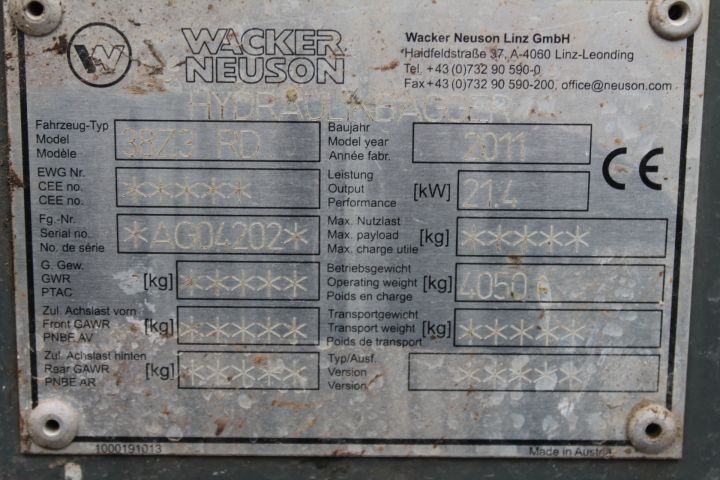 W
WACKER
NEUSON
Wacker Neuson Linz GmbH
Haidfeldstraße 37, A-4060 Linz-Leonding
Tel. +43(0)732 90 590-0
Fax+43(0)732 90 590-200, office@neuson.com
HYDRAULIKBAGGER
Fahrzeug-Typ
Model
Modèle
38Z3 RD
Baujahr
Model year
Année fabr.
2011
CE
EWG Nr.
CEE no.
CEE no.
*****
Leistung
Output
Performance
[kW] 21.4
Fg.-Nr.
Serial no.
No. de série
*AG04202*
Max. Nutzlast
Max. payload
Max. charge utile
[kg] *****
G. Gew.
GWR
PTAC
[kg] *****
Betriebsgewicht
Operating weight
Poids en charge
[kg] 4050
Zul. Achslast vorn
Front GAWR
PNBE AV
[kg] *****
Transportgewicht
Transport weight
Poids de transport
[kg] *****
Zul. Achslast hinten
Rear GAWR
PNBE AR
[kg] *****
Typ/Ausf.
Version
Version
*****
1000191013
Made in Austria